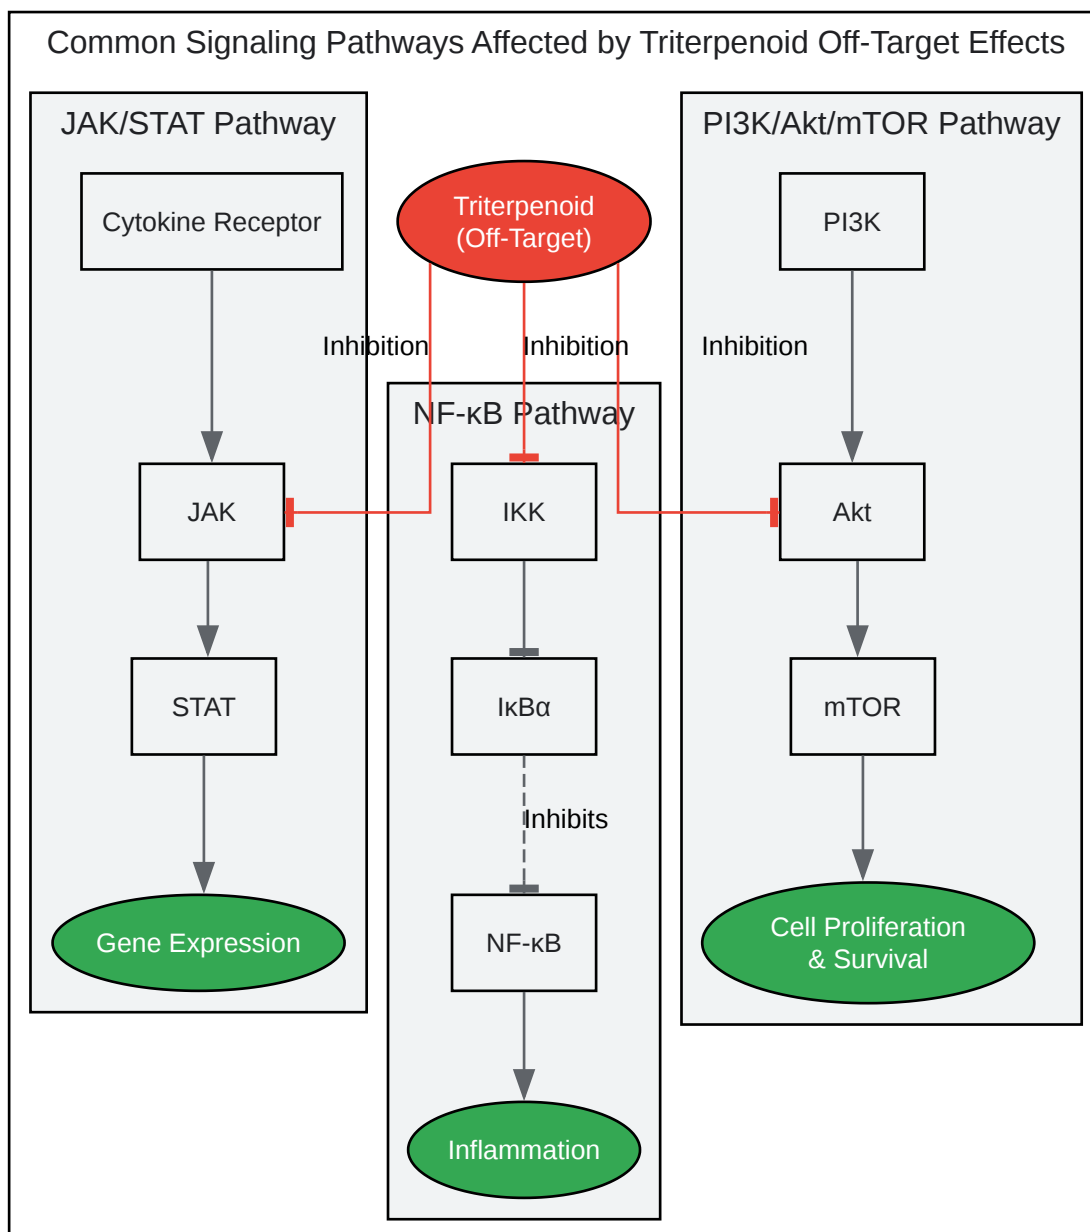 Common Signaling Pathways Affected by Triterpenoid Off-Target Effects
JAK/STAT Pathway
PI3K/Akt/mTOR Pathway
Cytokine Receptor
Triterpenoid
(Off-Target)
PI3K
Inhibition
Inhibition
Inhibition
NF-κB Pathway
JAK
IKK
Akt
STAT
IκBα
mTOR
Inhibits
Gene Expression
NF-κB
Cell Proliferation
& Survival
Inflammation